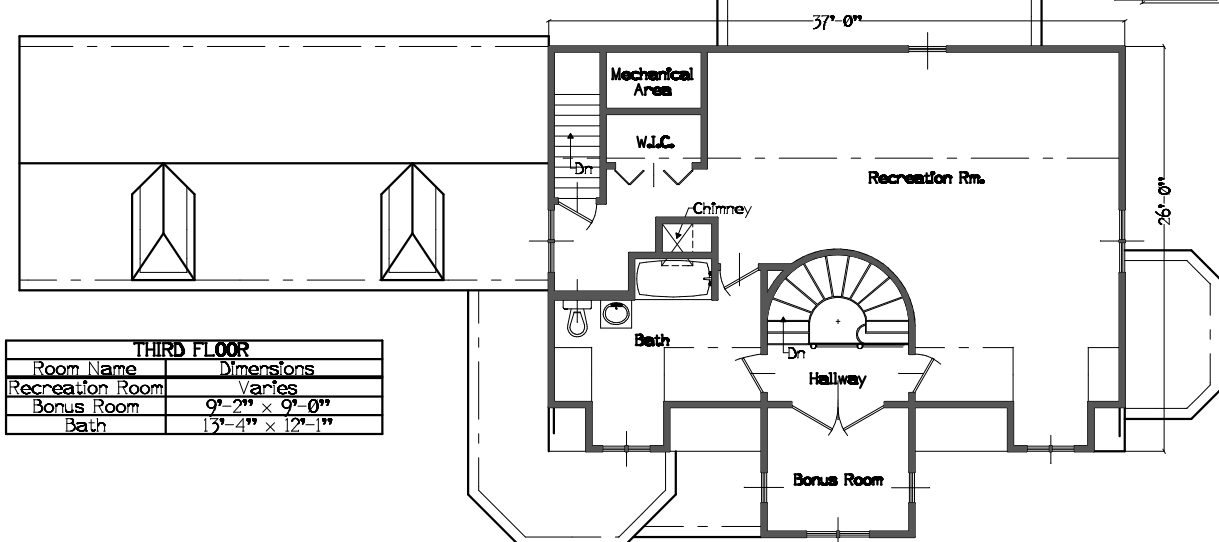 37'-0"
Mechanical
Area
W.I.C.
Dn
Recreation Rm.
26'-0"
Chimney
Bath
Dn
Hallway
Bonus Room
THIRD FLOOR
Room Name Dimensions
Recreation Room Varies
Bonus Room 9'-2" × 9'-0"
Bath 13'-4" × 12'-1"